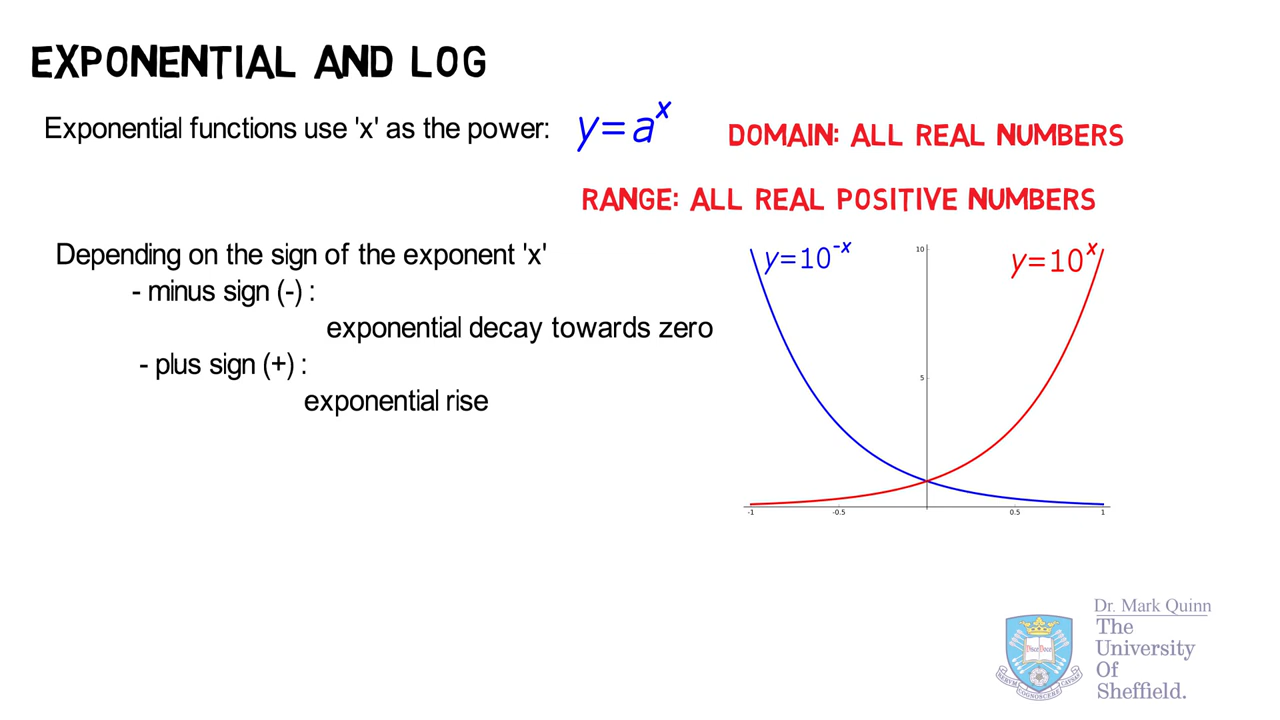 EXPONENTIAL AND LOG
Exponential functions use 'x' as the power: y=a^x
DOMAIN: ALL REAL NUMBERS
RANGE: ALL REAL POSITIVE NUMBERS
Depending on the sign of the exponent 'x'
- minus sign (-) :
exponential decay towards zero
- plus sign (+) :
exponential rise
y=10^-x
10
y=10^x
5
-1 -0.5 0.5 1
Dr. Mark Quinn
The
University
Of
Sheffield.